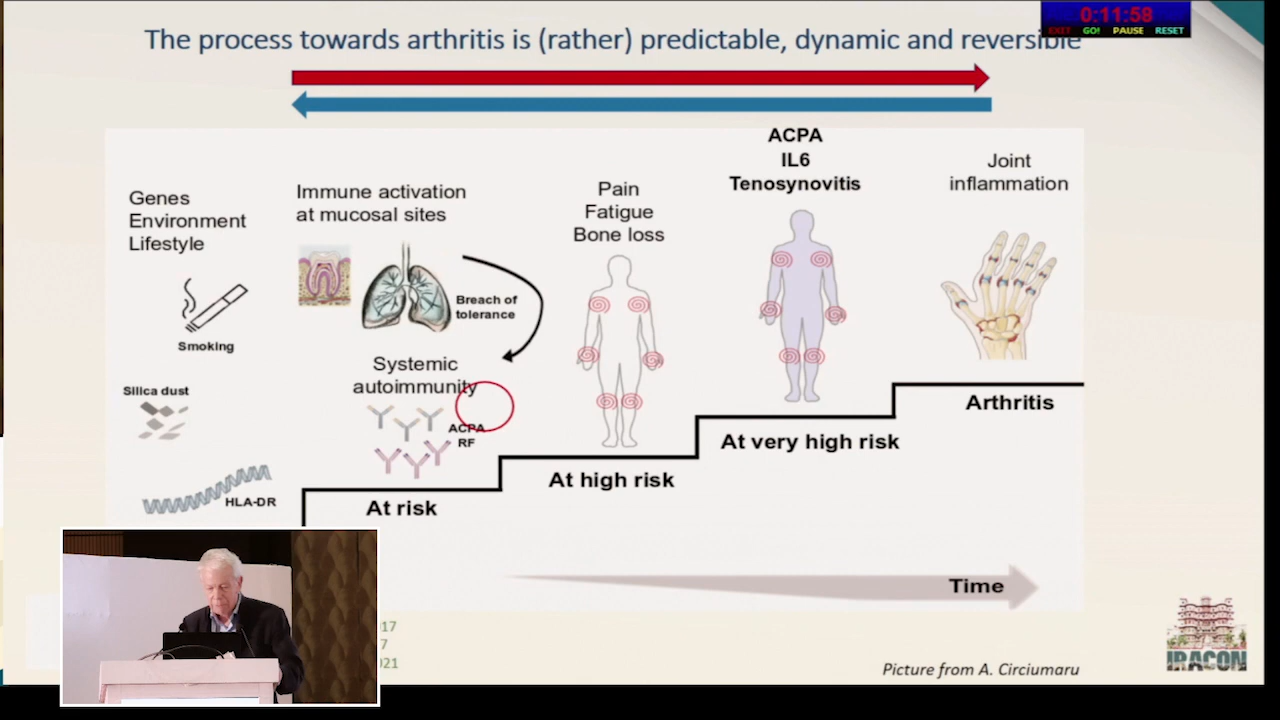 0:11:58
EXIT GO! PAUSE RESET
The process towards arthritis is (rather) predictable, dynamic and reversible
Genes
Environment
Lifestyle
Smoking
Silica dust
HLA-DR
Immune activation
at mucosal sites
Breach of
tolerance
Systemic
autoimmunity
ACPA
RF
At risk
Pain
Fatigue
Bone loss
At high risk
ACPA
IL6
Tenosynovitis
At very high risk
Joint
inflammation
Arthritis
Time
17
7
021
Picture from A. Circiumaru
IRACON